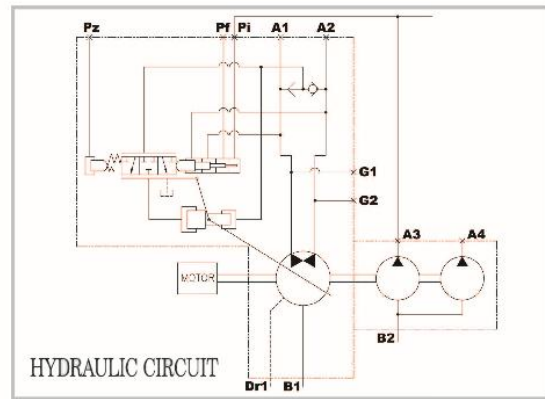 Pz Pf Pi A1 A2
G1
G2
A3 A4
MOTOR
B2
HYDRAULIC CIRCUIT
Dr1 B1